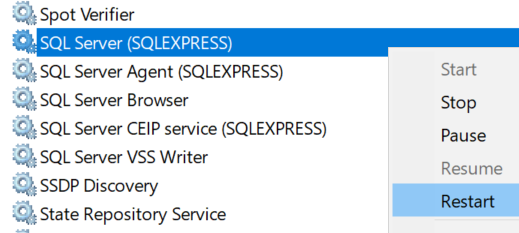 Spot Verifier
SQL Server (SQLEXPRESS)
SQL Server Agent (SQLEXPRESS)
SQL Server Browser
SQL Server CEIP service (SQLEXPRESS)
SQL Server VSS Writer
SSDP Discovery
State Repository Service
Start
Stop
Pause
Resume
Restart